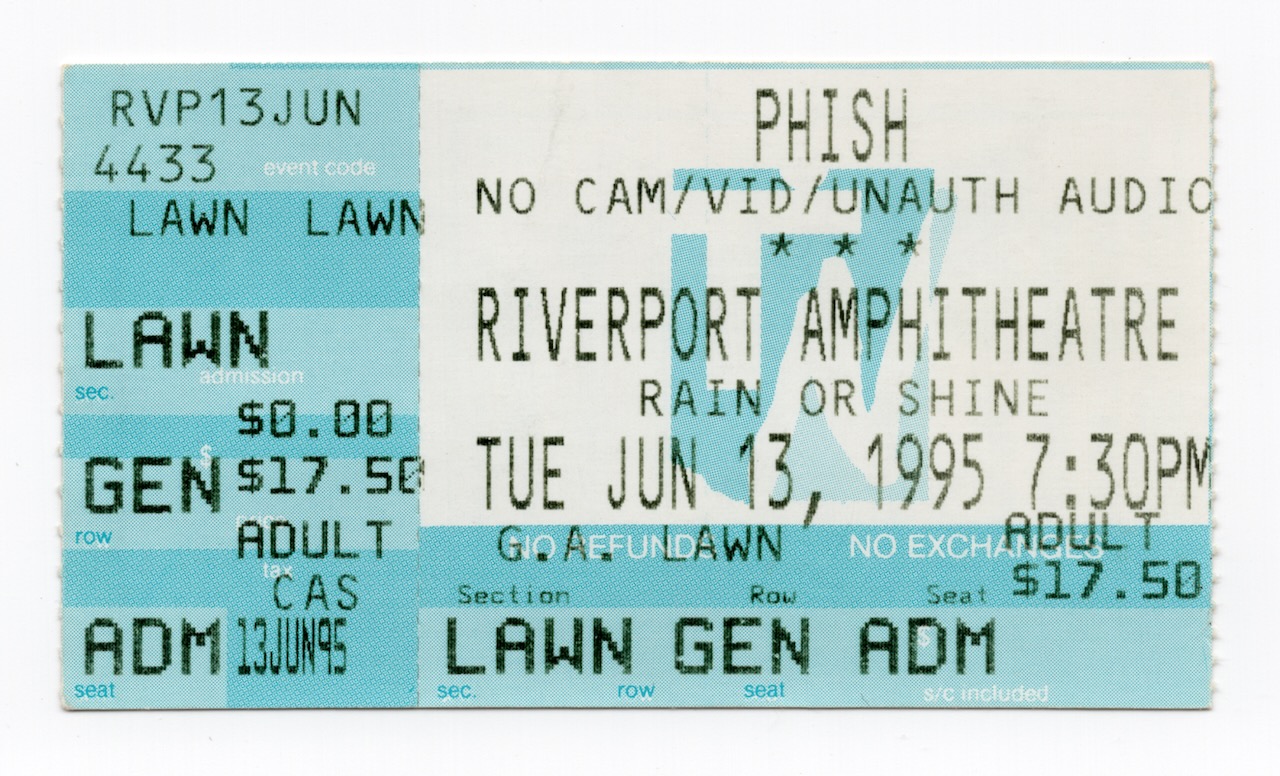 RVP13JUN
4433 event code
LAWN LAWN
LAWN
admission
sec.
$0.00
$
GEN $17.50
price
row ADULT
tax
CAS
ADM 13JUN95
seat
PHISH
NO CAM/VID/UNAUTH AUDIO
* * *
RIVERPORT AMPHITHEATRE
RAIN OR SHINE
TUE JUN 13, 1995 7:30PM
NO REFUNDS NO EXCHANGES
G.A. LAWN ADULT
Section Row Seat $17.50
LAWN GEN ADM
$
sec. row seat s/c included